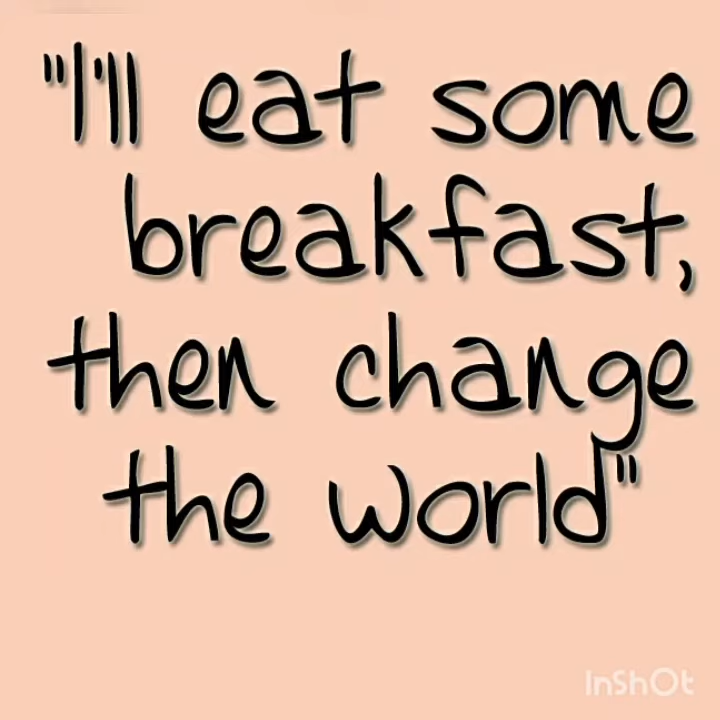 "I'll eat some
breakfast,
then change
the world"
InShOt